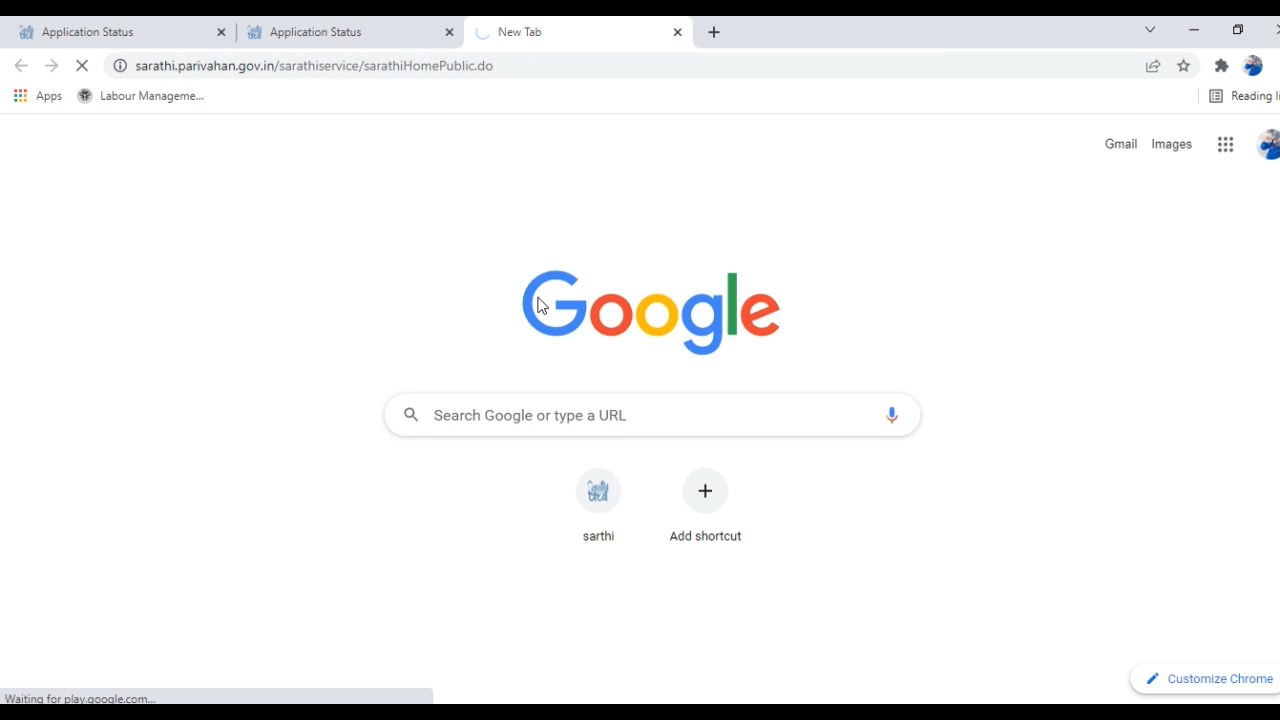 Application Status
Application Status
New Tab
sarathi.parivahan.gov.in/sarathiservice/sarathiHomePublic.do
Apps
Labour Manageme...
Reading li
Gmail
Images
Google
Search Google or type a URL
sarthi
Add shortcut
Customize Chrome
Waiting for play.google.com...